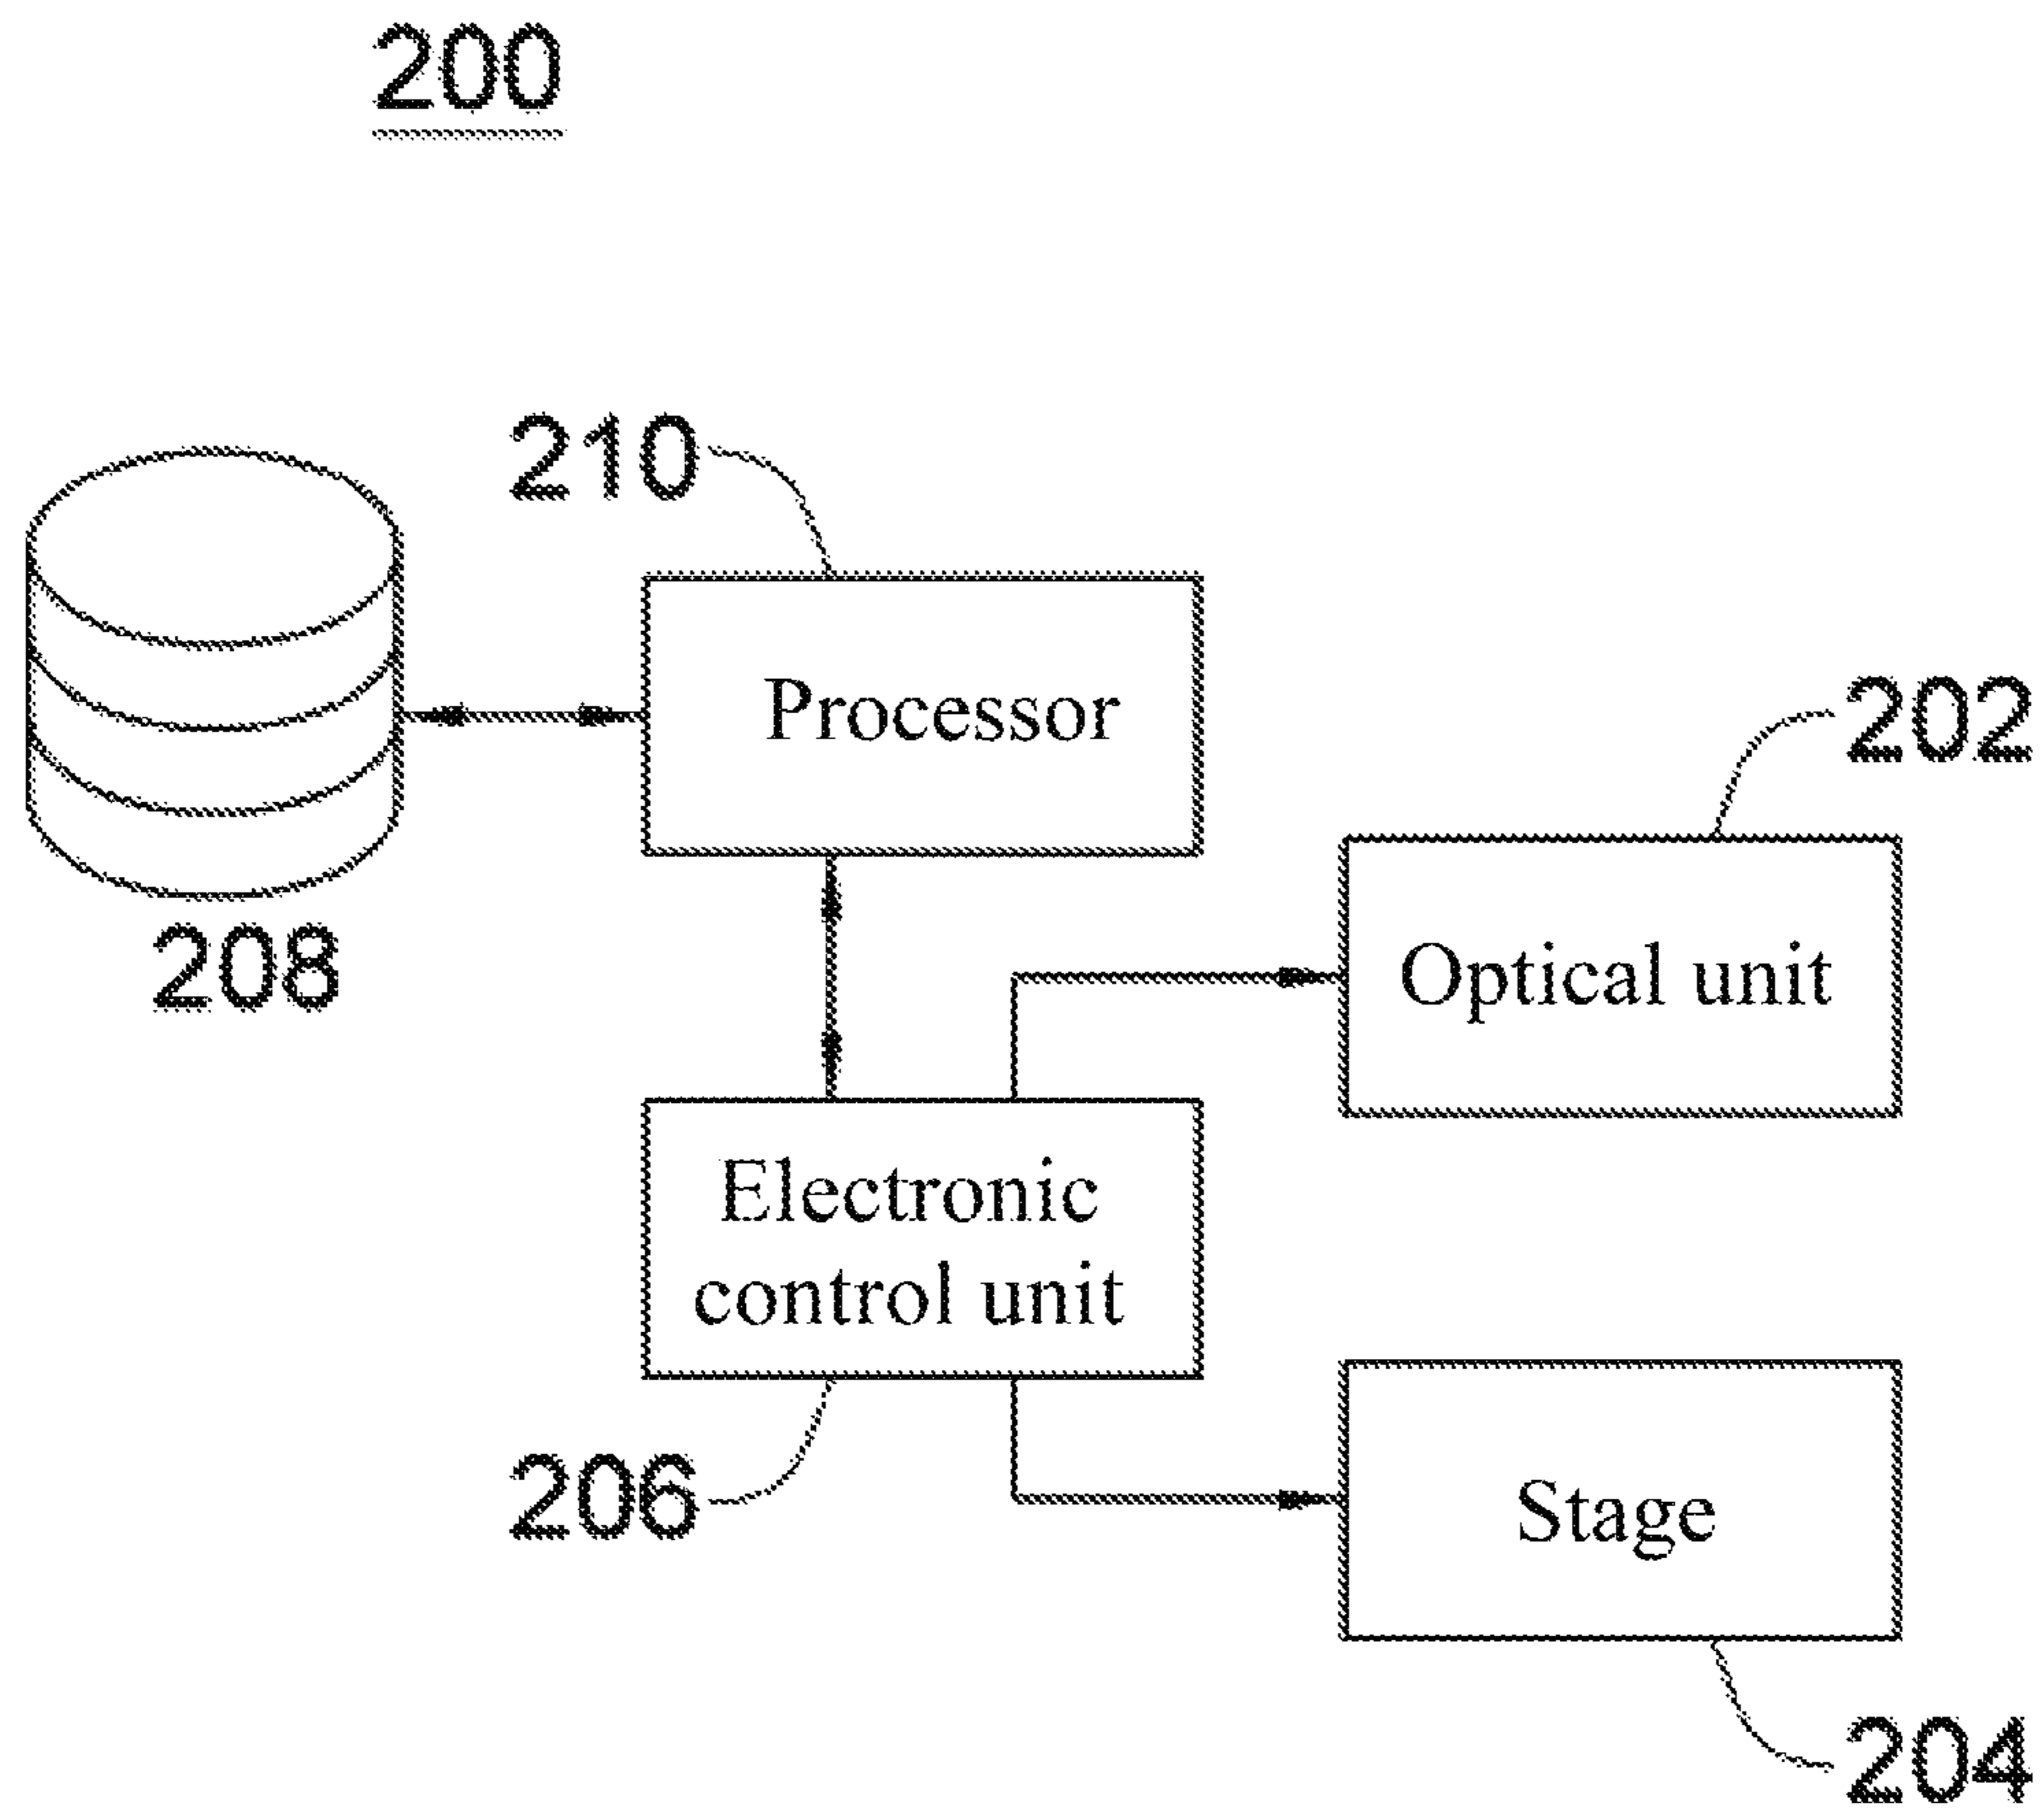 200
210
Processor
202
208
Optical unit
Electronic
control unit
206
Stage
204